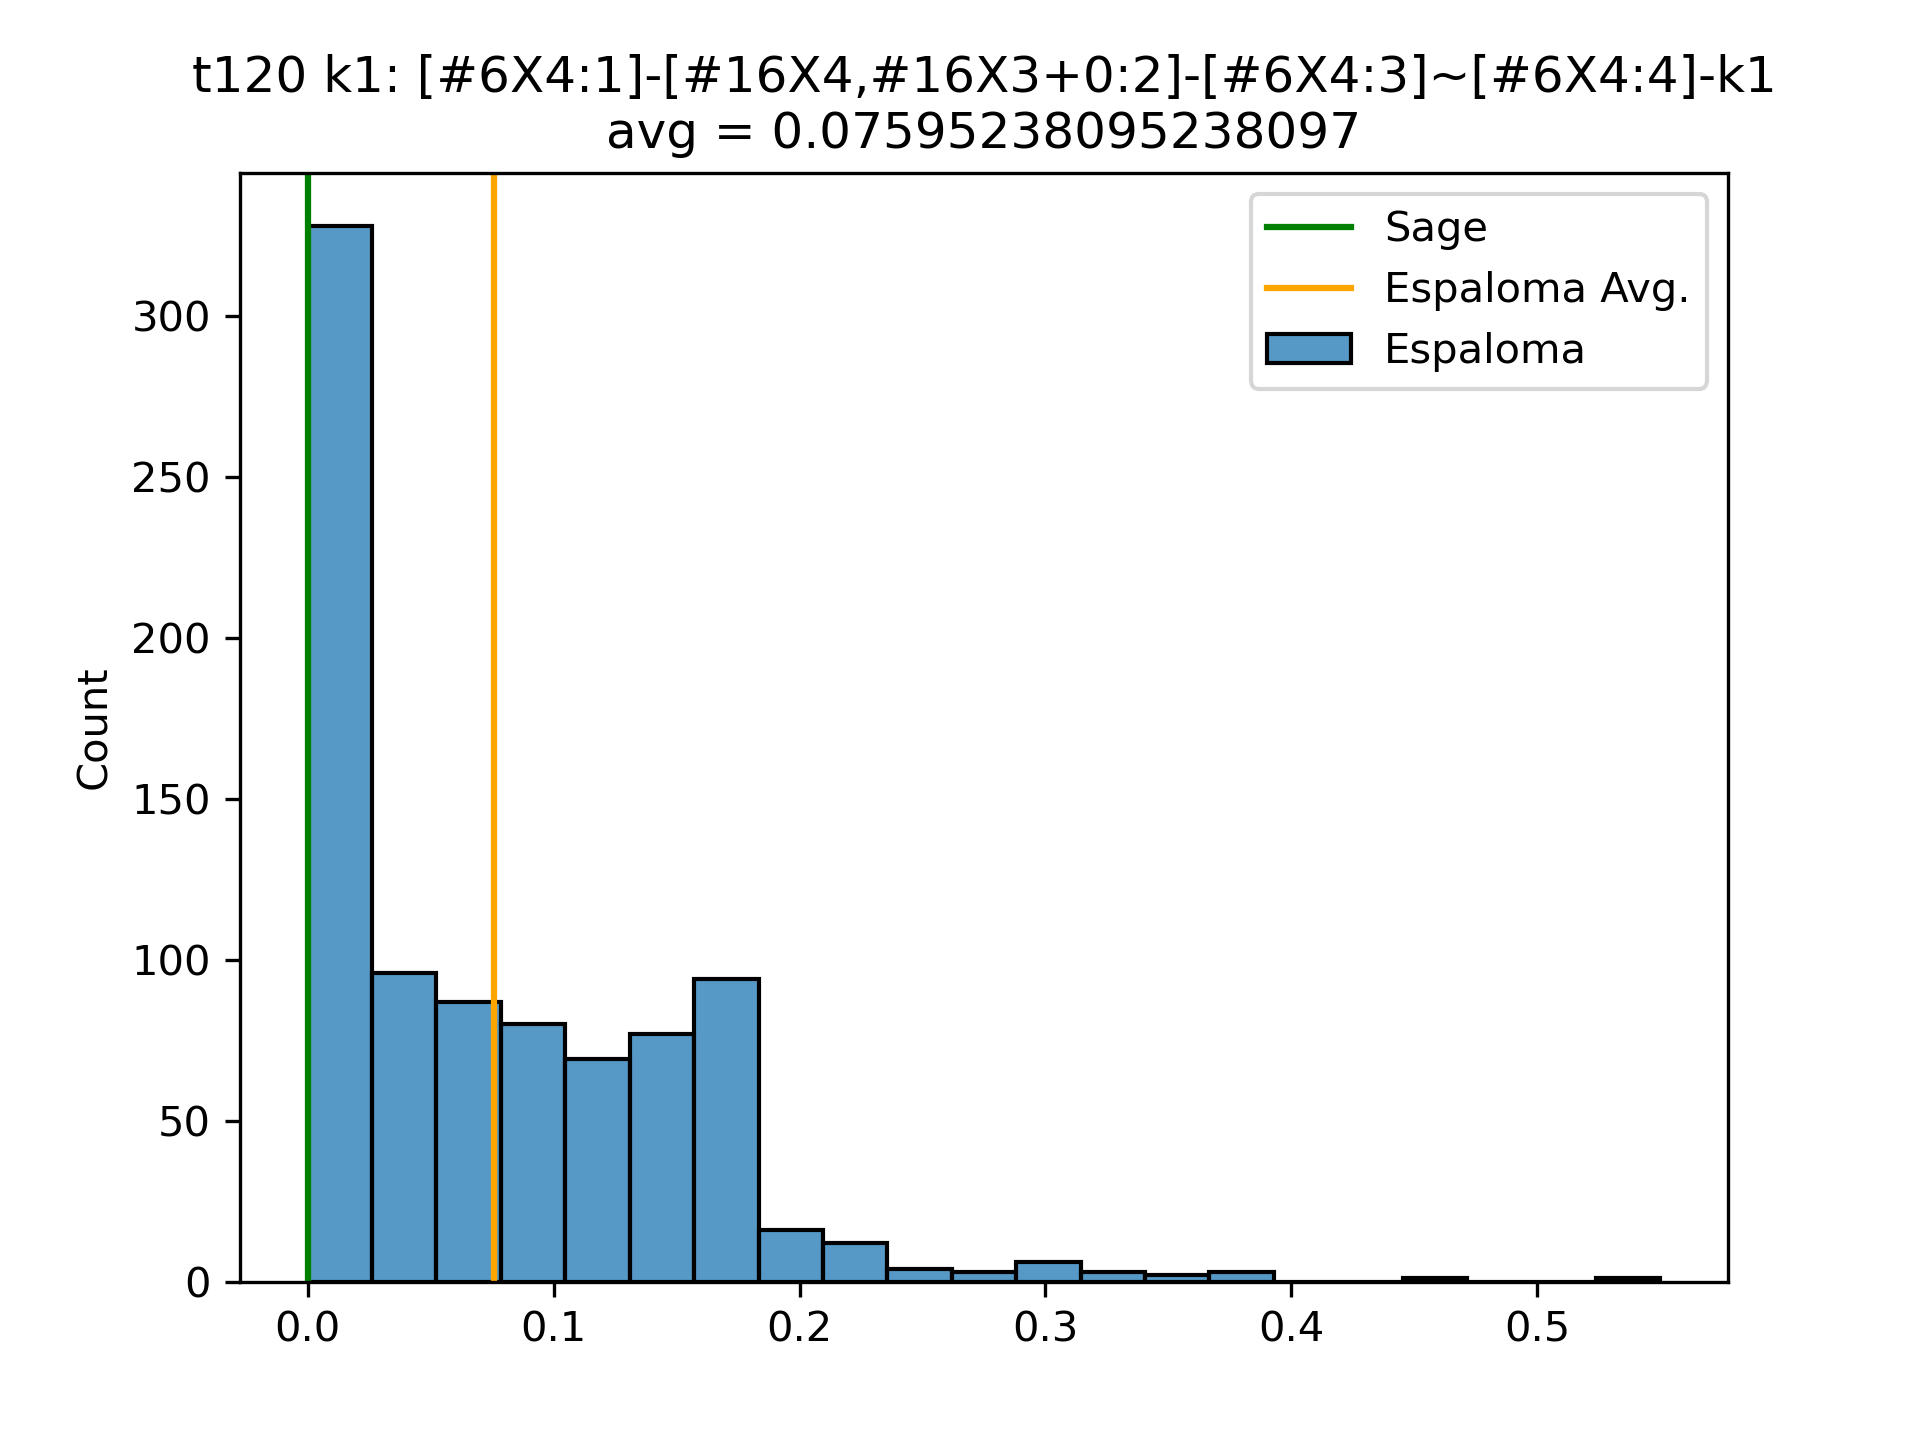 t120 k1: [#6X4:1]-[#16X4,#16X3+0:2]-[#6X4:3]~[#6X4:4]-k1
avg = 0.07595238095238097
Sage
Espaloma Avg.
Espaloma
Count
300
250
200
150
100
50
0
0.0 0.1 0.2 0.3 0.4 0.5